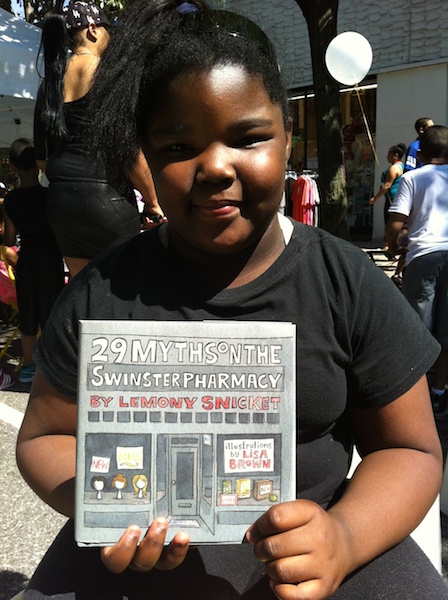 29 MYTHS ON THE
SWINSTER PHARMACY
BY LEMONY SNICKET
illustrations
by LISA
BROWN
NEW